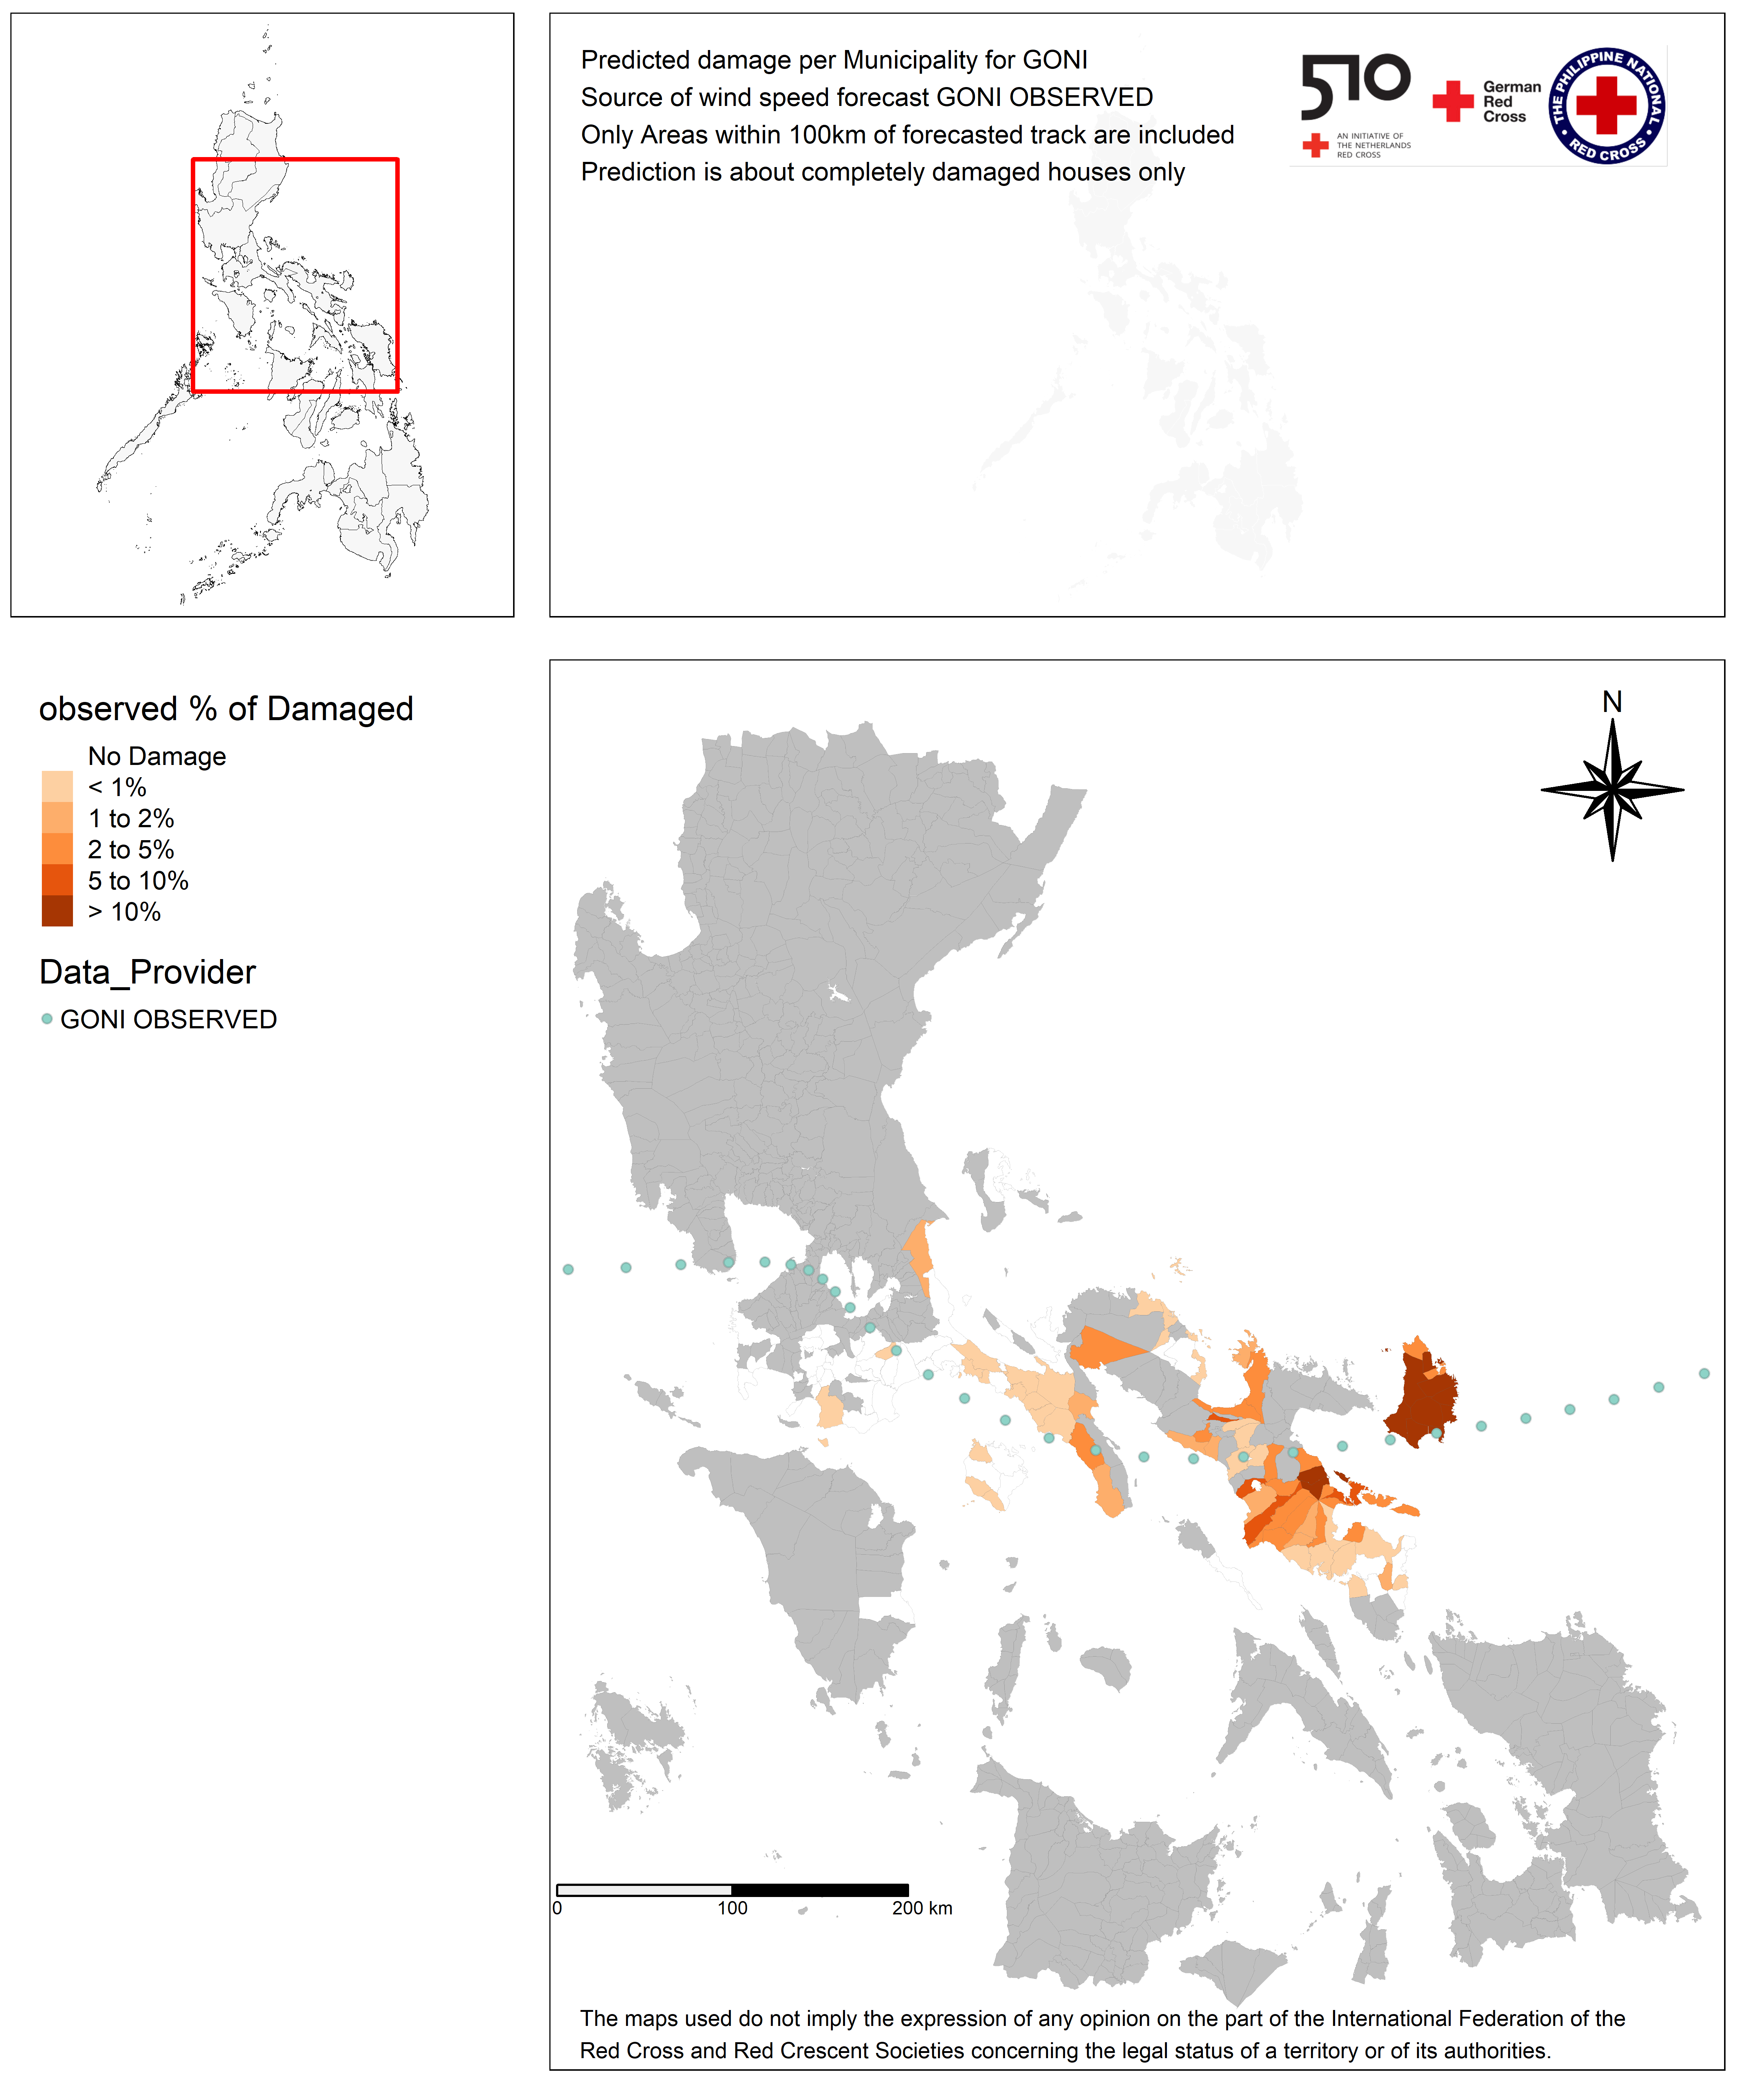 Predicted damage per Municipality for GONI
Source of wind speed forecast GONI OBSERVED
Only Areas within 100km of forecasted track are included
Prediction is about completely damaged houses only
510
AN INITIATIVE OF
THE NETHERLANDS
RED CROSS
German
Red
Cross
THE PHILIPPINE NATIONAL
RED CROSS
observed % of Damaged
No Damage
< 1%
1 to 2%
2 to 5%
5 to 10%
> 10%
Data_Provider
GONI OBSERVED
N
0 100 200 km
The maps used do not imply the expression of any opinion on the part of the International Federation of the
Red Cross and Red Crescent Societies concerning the legal status of a territory or of its authorities.